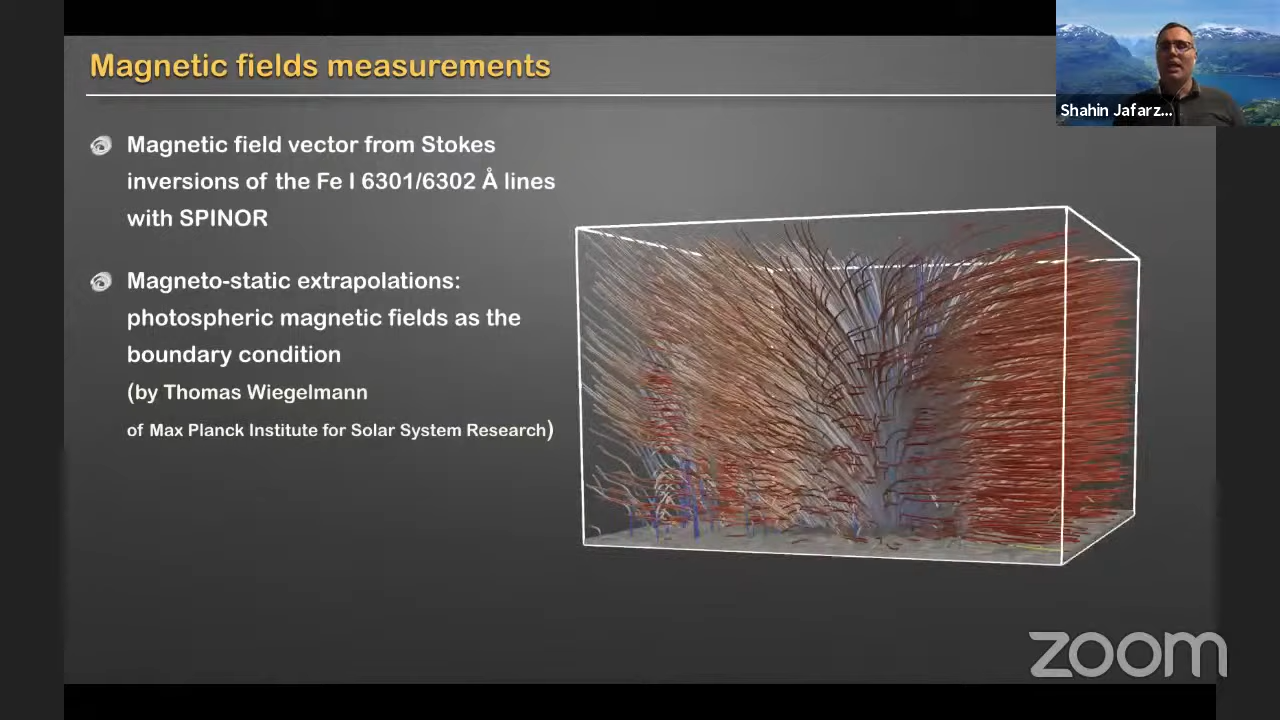 Magnetic fields measurements
Shahin Jafarz...
Magnetic field vector from Stokes
inversions of the Fe I 6301/6302 Å lines
with SPINOR
Magneto-static extrapolations:
photospheric magnetic fields as the
boundary condition
(by Thomas Wiegelmann
of Max Planck Institute for Solar System Research)
zoom